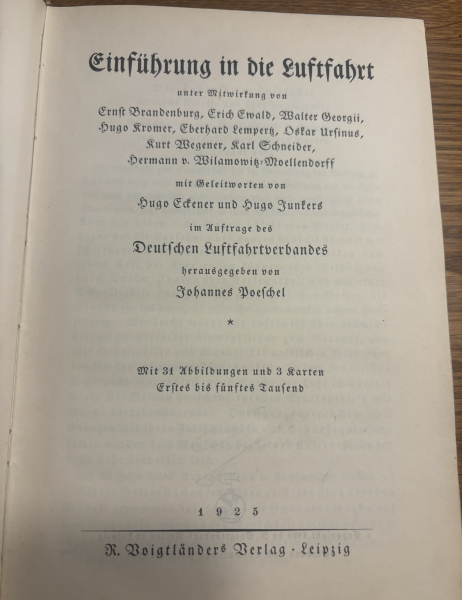 Einführung in die Luftfahrt
unter Mitwirkung von
Ernſt Brandenburg, Erich Ewald, Walter Georgii,
Hugo Kromer, Eberhard Lempertz, Oskar Urſinus,
Kurt Wegener, Karl Schneider,
Hermann v. Wilamowitz-Moellendorff
mit Geleitworten von
Hugo Eckener und Hugo Junkers
im Auftrage des
Deutſchen Luftfahrtverbandes
herausgegeben von
Johannes Poeſchel
*
Mit 31 Abbildungen und 3 Karten
Erſtes bis fünftes Tauſend
1925
R. Voigtländers Verlag · Leipzig